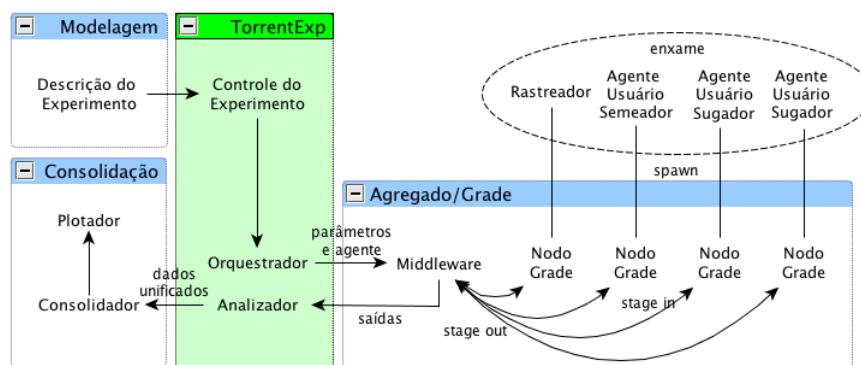 Modelagem
Descrição do
Experimento
TorrentExp
Controle do
Experimento
enxame
Rastreador
Agente
Usuário
Semeador
Agente
Usuário
Sugador
Agente
Usuário
Sugador
spawn
Consolidação
Plotador
Consolidador
dados
unificados
Orquestrador
Analizador
parâmetros
e agente
saídas
Agregado/Grade
Middleware
Nodo
Grade
Nodo
Grade
Nodo
Grade
Nodo
Grade
stage in
stage out